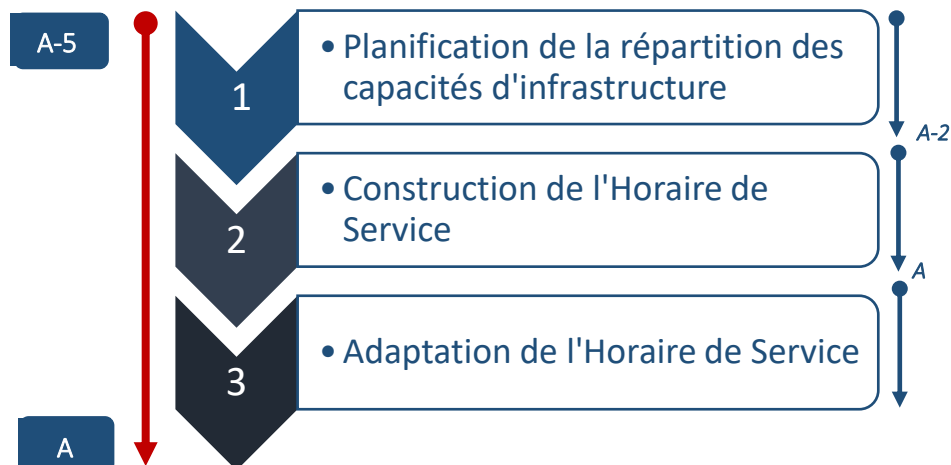 A-5
1
• Planification de la répartition des
capacités d'infrastructure
A-2
2
• Construction de l'Horaire de
Service
A
3
• Adaptation de l'Horaire de Service
A